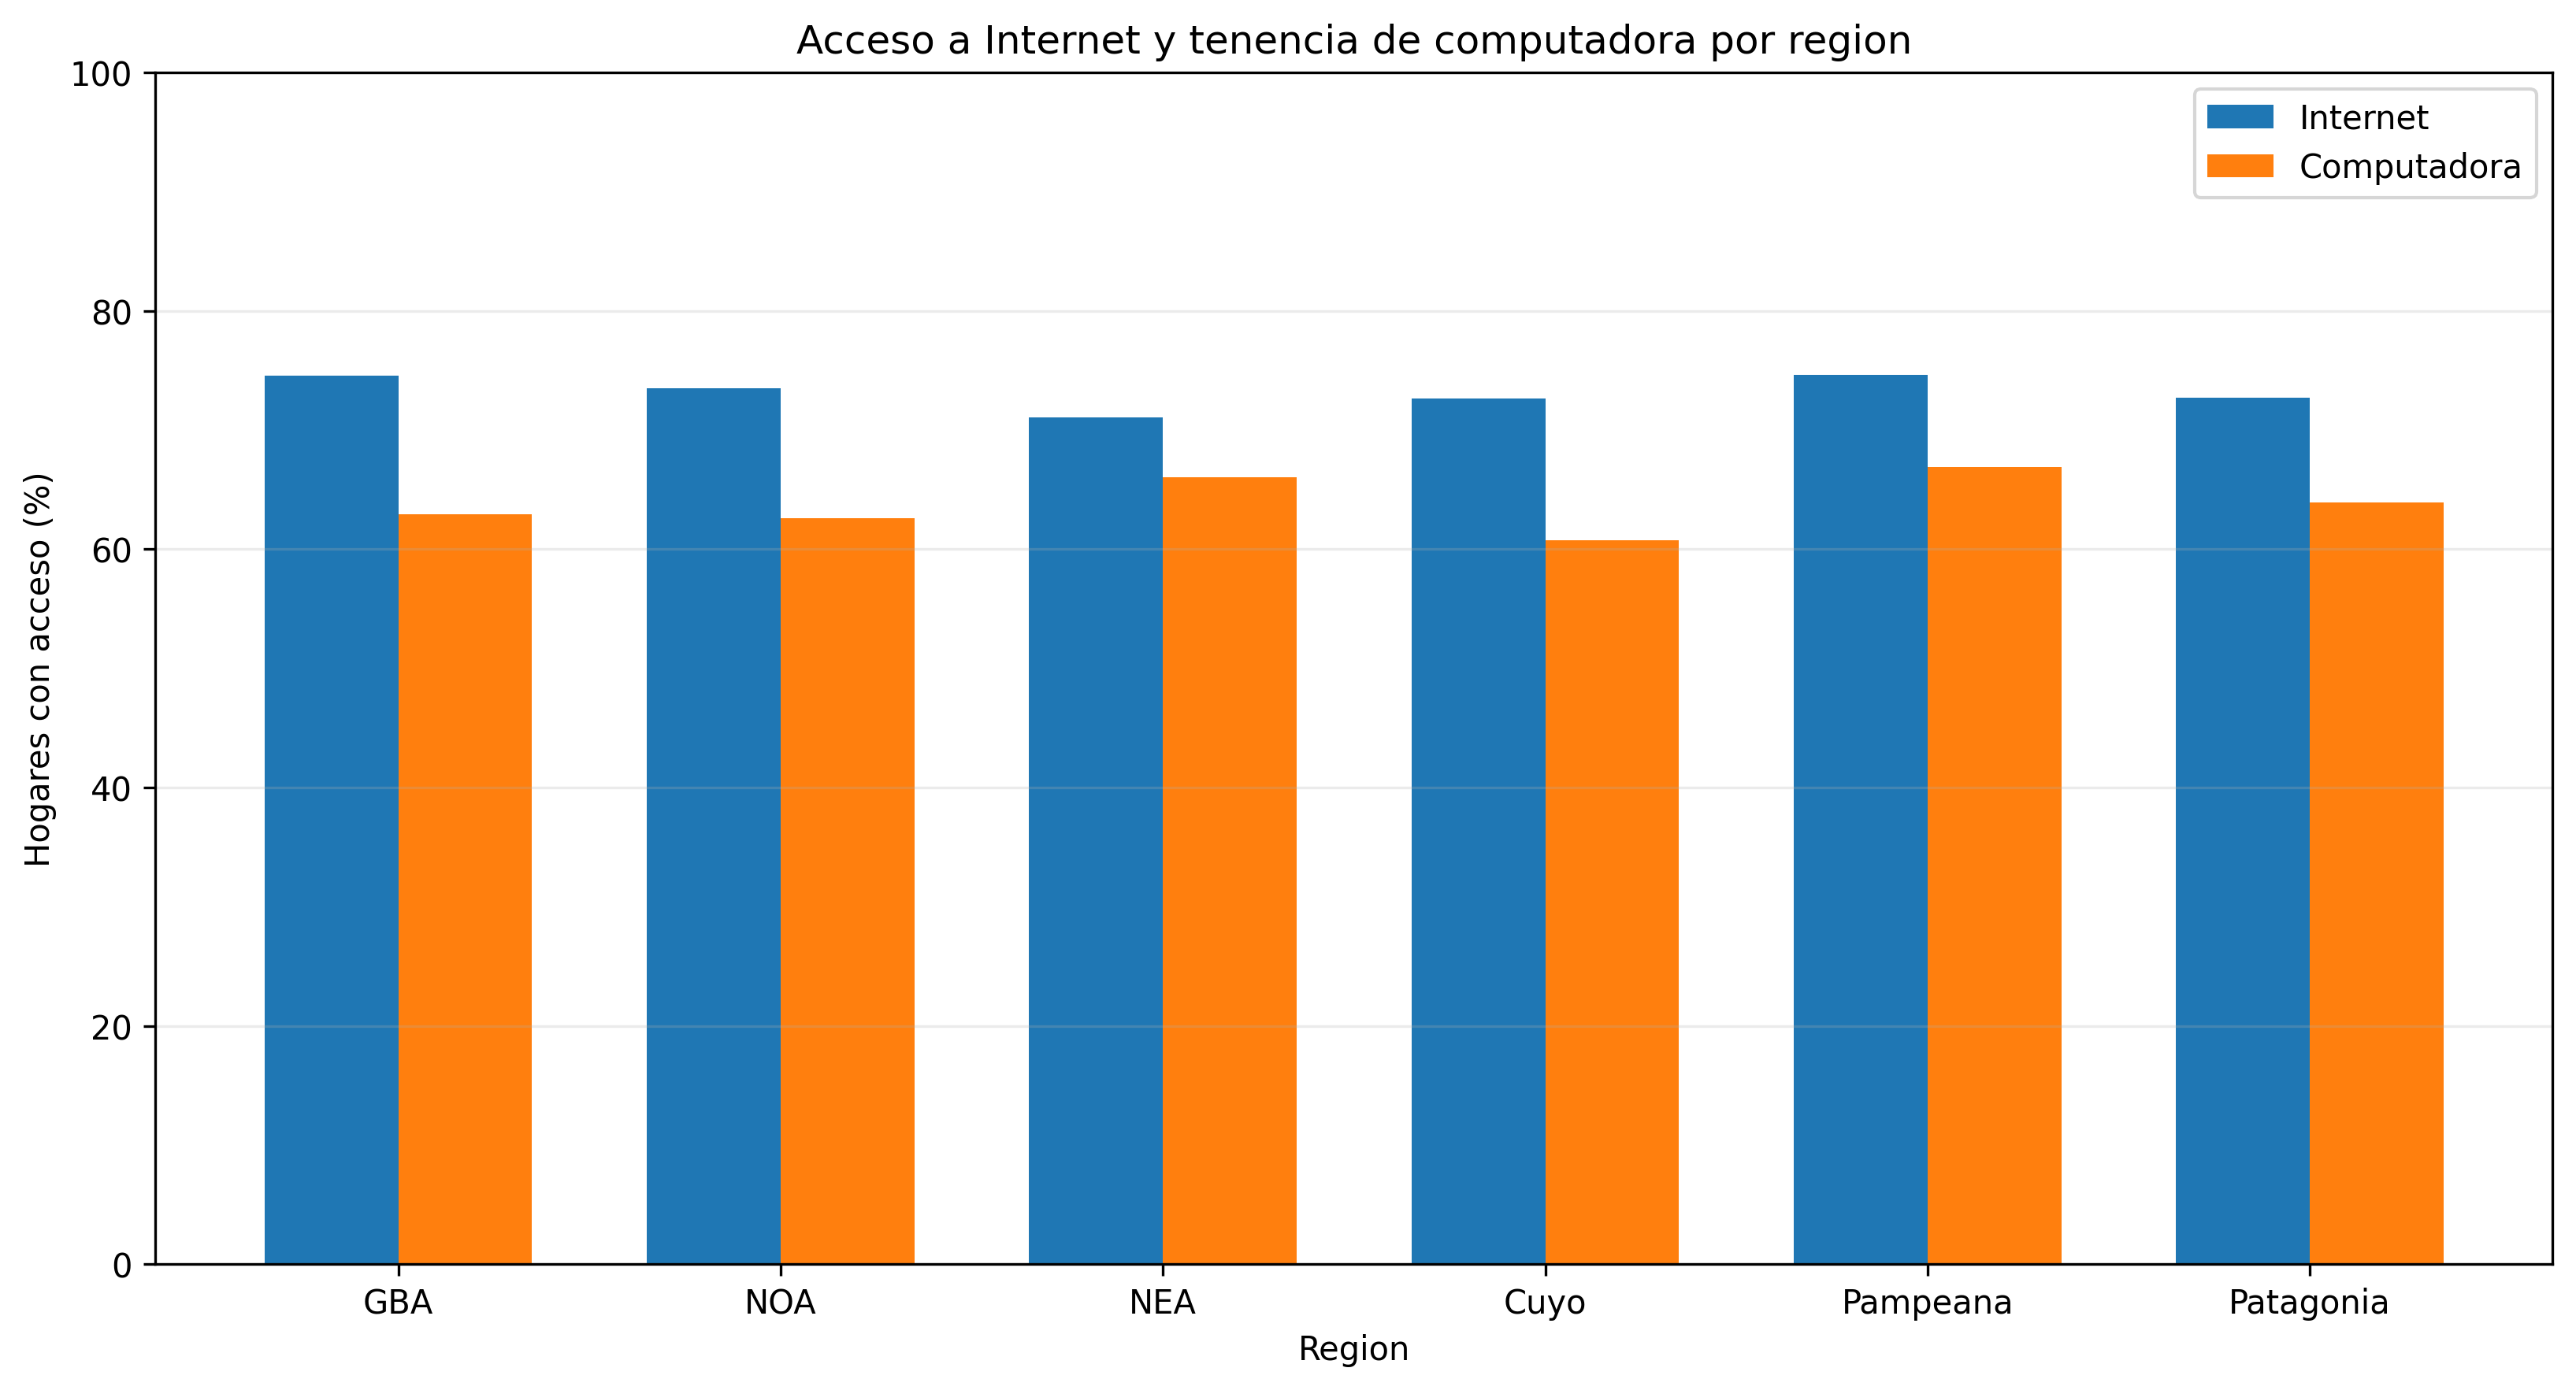 Acceso a Internet y tenencia de computadora por region
Internet
Computadora
Hogares con acceso (%)
100
80
60
40
20
0
GBA NOA NEA Cuyo Pampeana Patagonia
Region